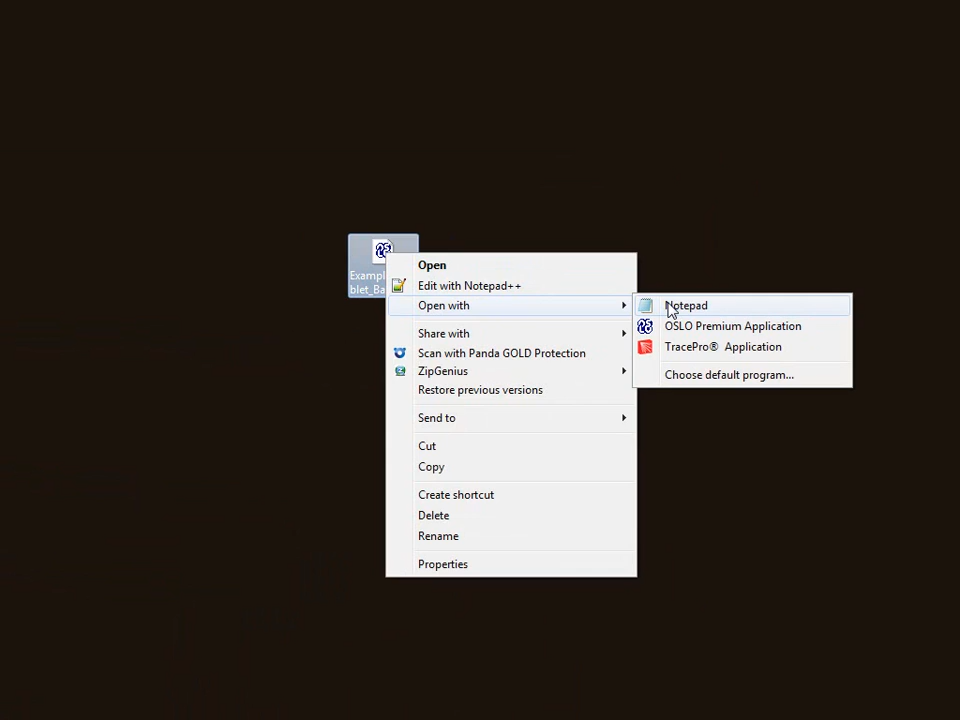 Exampl
blet_Ba
Open
Edit with Notepad++
Open with
Share with
Scan with Panda GOLD Protection
ZipGenius
Restore previous versions
Send to
Cut
Copy
Create shortcut
Delete
Rename
Properties
Notepad
OSLO Premium Application
TracePro® Application
Choose default program...